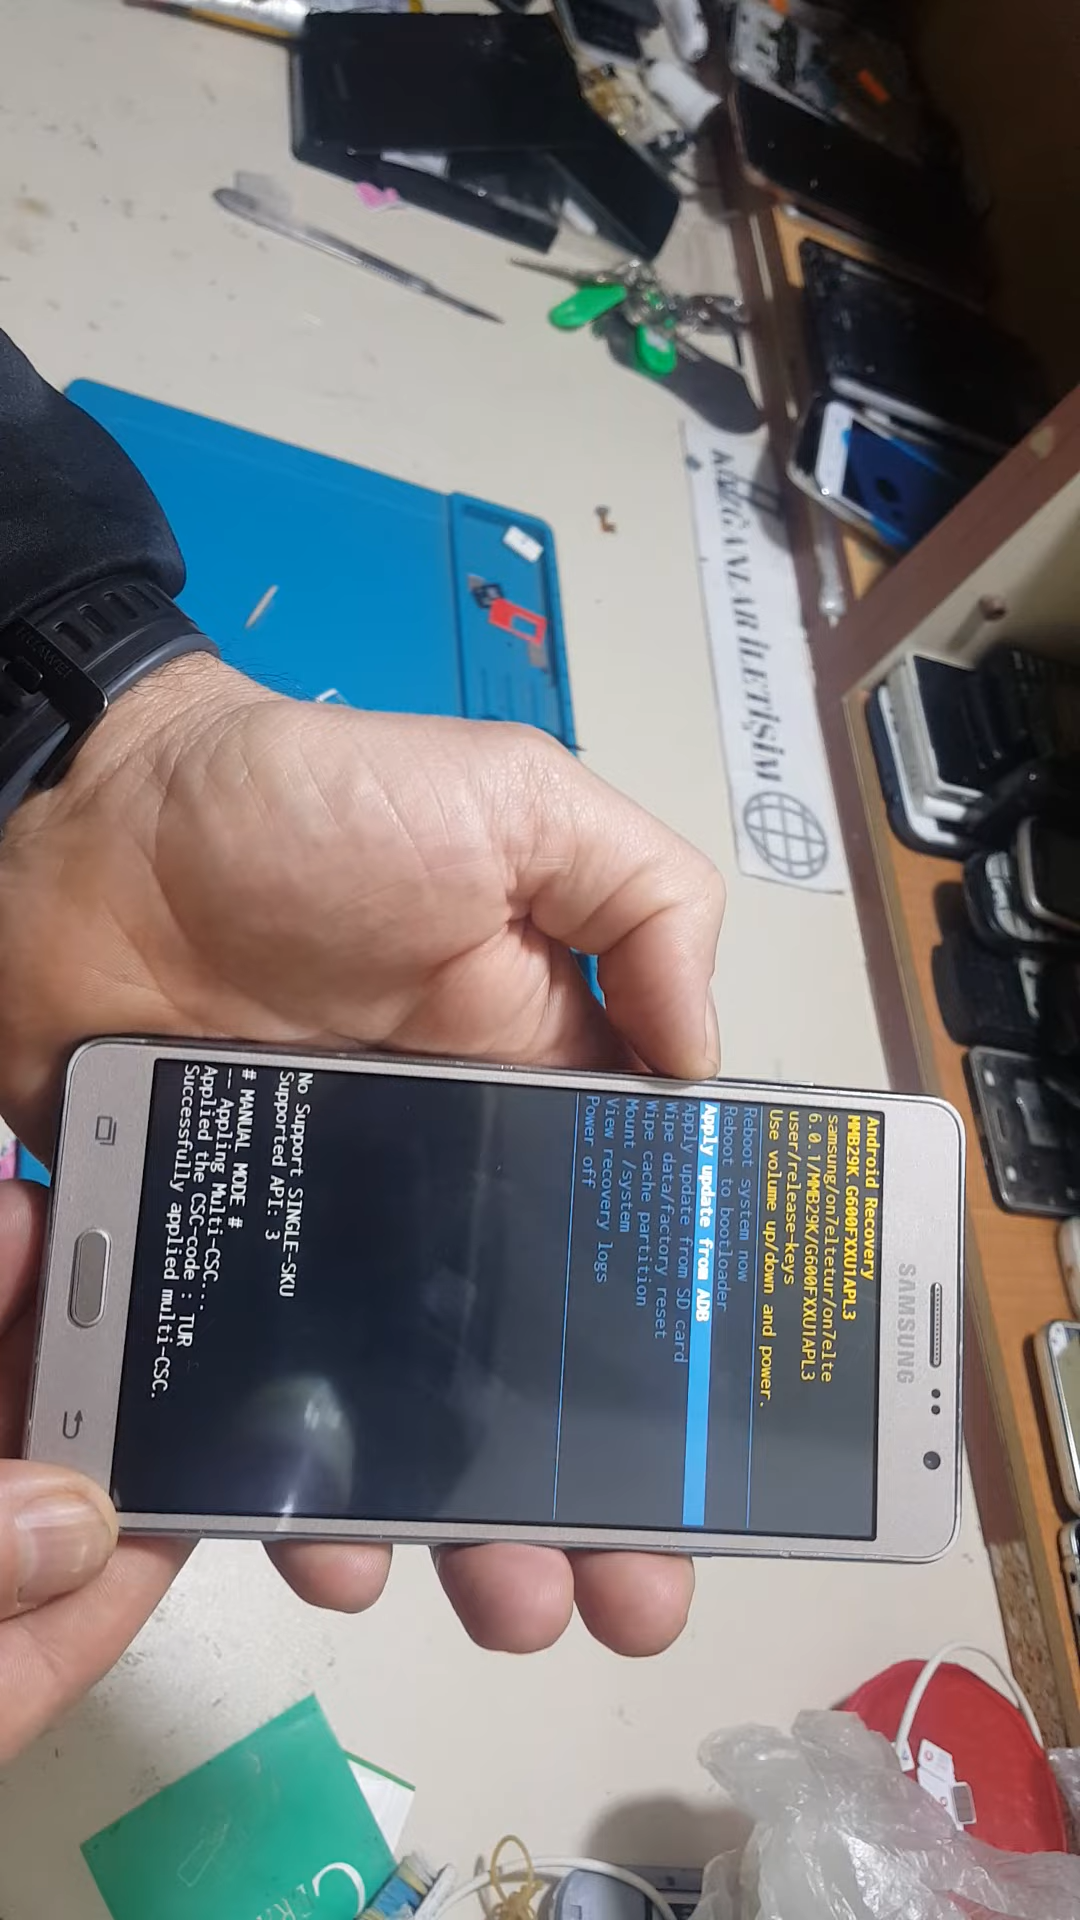 SAMSUNG
Android Recovery
MMB29K.G600FXXU1APL3
samsung/on7eltetur/on7elte
6.0.1/MMB29K/G600FXXU1APL3
user/release-keys
Use volume up/down and power.
Reboot system now
Reboot to bootloader
Apply update from ADB
Apply update from SD card
Wipe data/factory reset
Wipe cache partition
Mount /system
View recovery logs
Power off
No Support SINGLE-SKU
Supported API: 3
# MANUAL MODE #
-- Appling Multi-CSC...
Applied the CSC-code : TUR
Successfully applied multi-CSC.
İLETİŞİM
HUAWEI